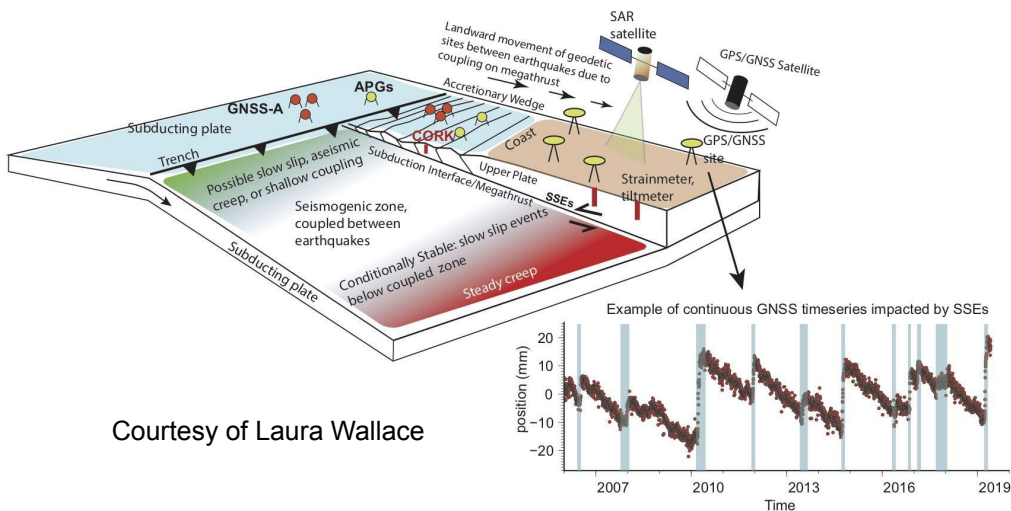 SAR
satellite
GPS/GNSS Satellite
Landward movement of geodetic
sites between earthquakes due to
coupling on megathrust
Accretionary Wedge
APGs
GNSS-A
Subducting plate
CORK
Coast
GPS/GNSS
site
Trench
Possible slow slip, aseismic
creep, or shallow coupling
Subduction Interface/Megathrust
Upper Plate
Strainmeter,
tiltmeter
SSEs
Seismogenic zone,
coupled between
earthquakes
Conditionally Stable: slow slip events
below coupled zone
Subducting plate
Steady creep
Example of continuous GNSS timeseries impacted by SSEs
20
10
0
−10
−20
position (mm)
2007 2010 2013 2016 2019
Time
Courtesy of Laura Wallace